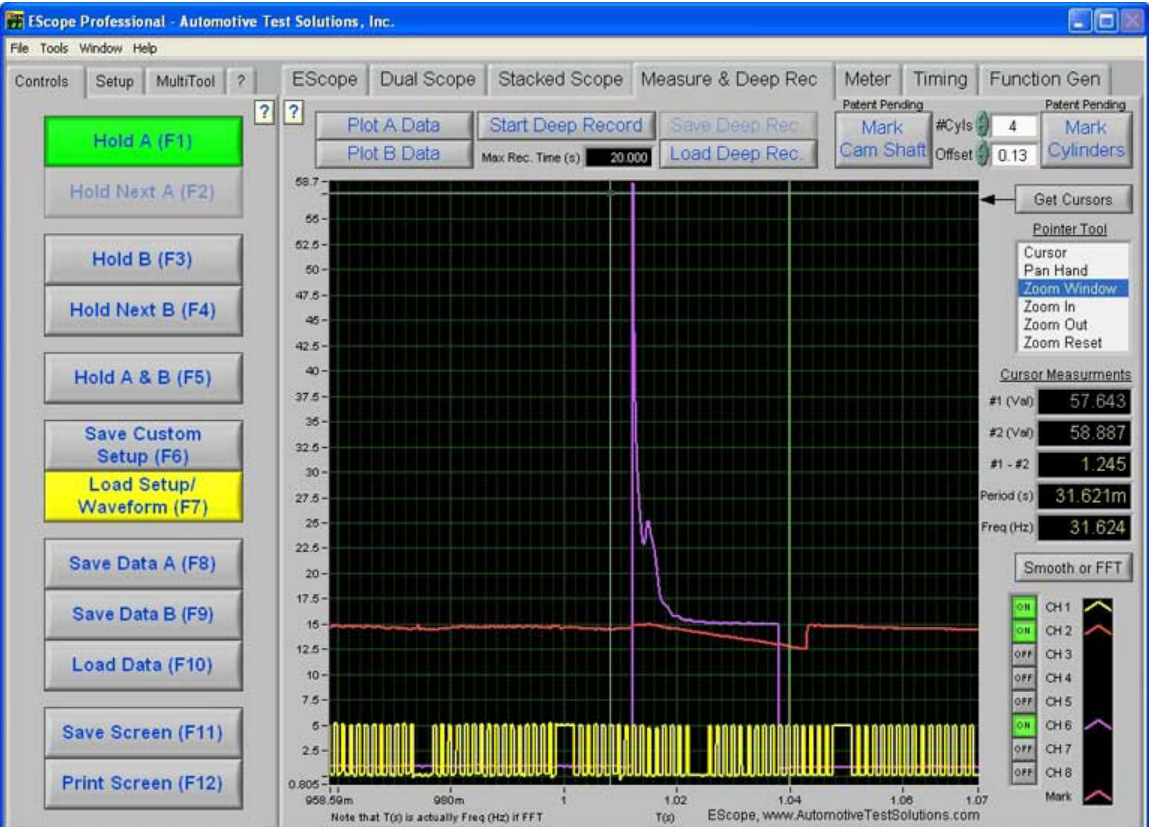 EScope Professional - Automotive Test Solutions, Inc.
File Tools Window Help
Controls Setup MultiTool ?
EScope Dual Scope Stacked Scope Measure & Deep Rec Meter Timing Function Gen
?
?
Hold A (F1)
Hold Next A (F2)
Hold B (F3)
Hold Next B (F4)
Hold A & B (F5)
Save Custom
Setup (F6)
Load Setup/
Waveform (F7)
Save Data A (F8)
Save Data B (F9)
Load Data (F10)
Save Screen (F11)
Print Screen (F12)
Plot A Data
Plot B Data
Start Deep Record
Max Rec. Time (s) 20.000
Save Deep Rec
Load Deep Rec.
Patent Pending
Mark
Cam Shaft
#Cyls 4
Offset 0.13
Patent Pending
Mark
Cylinders
58.7
55
52.5
50
47.5
45
42.5
40
37.5
35
32.5
30
27.5
25
22.5
20
17.5
15
12.5
10
7.5
5
2.5
0.805
958.59m 980m 1 1.02 1.04 1.06 1.07
Note that T(s) is actually Freq (Hz) if FFT T(s) EScope, www.AutomotiveTestSolutions.com
Get Cursors
Pointer Tool
Cursor
Pan Hand
Zoom Window
Zoom In
Zoom Out
Zoom Reset
Cursor Measurments
#1 (Val) 57.643
#2 (Val) 58.887
#1 - #2 1.245
Period (s) 31.621m
Freq (Hz) 31.624
Smooth or FFT
ON CH 1
ON CH 2
OFF CH 3
OFF CH 4
OFF CH 5
ON CH 6
OFF CH 7
OFF CH 8
Mark